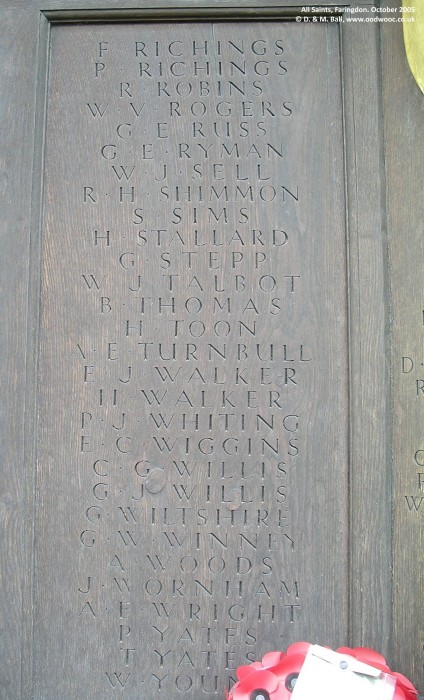 All Saints, Faringdon. October 2005
© D. & M. Ball, www.oodwooc.co.uk
F RICHINGS
P RICHINGS
R ROBINS
W·V·ROGERS
G·E·RUSS
G·E·RYMAN
W·J·SELL
R·H·SHIMMON
S·SIMS
H·STALLARD
G·STEPP
W·J·TALBOT
B·THOMAS
H·TOON
A·E·TURNBULL
E·J·WALKER
H·WALKER
P·J·WHITING
E·C·WIGGINS
C·G·WILLIS
G·J·WILLIS
G·WILTSHIRE
G·W·WINNEY
A·WOODS
J·WORNHAM
A·E·WRIGHT
P·YATES
T·YATES
W·YOUN